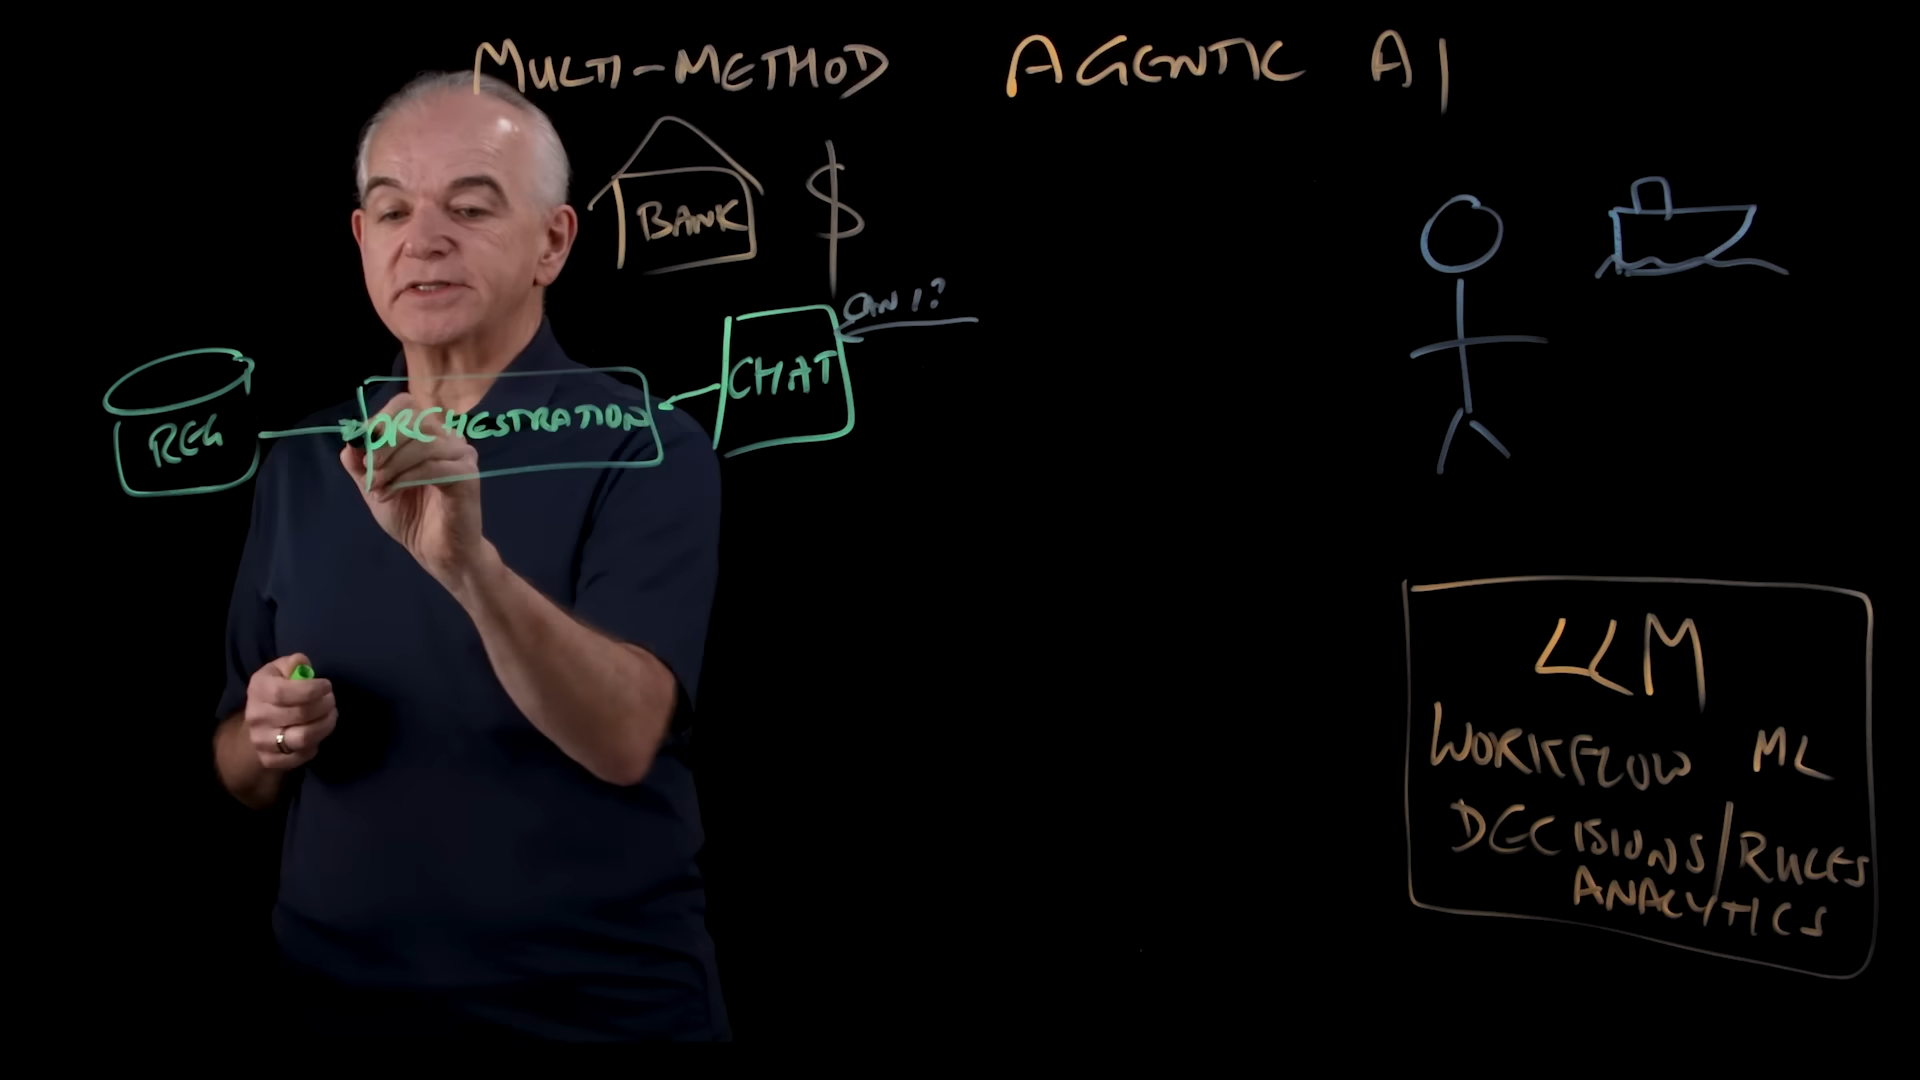 MULTI-METHOD AGENTIC AI
BANK
$
CAN I?
CHAT
REG
ORCHESTRATION
LLM
WORKFLOW ML
DECISIONS/RULES
ANALYTICS